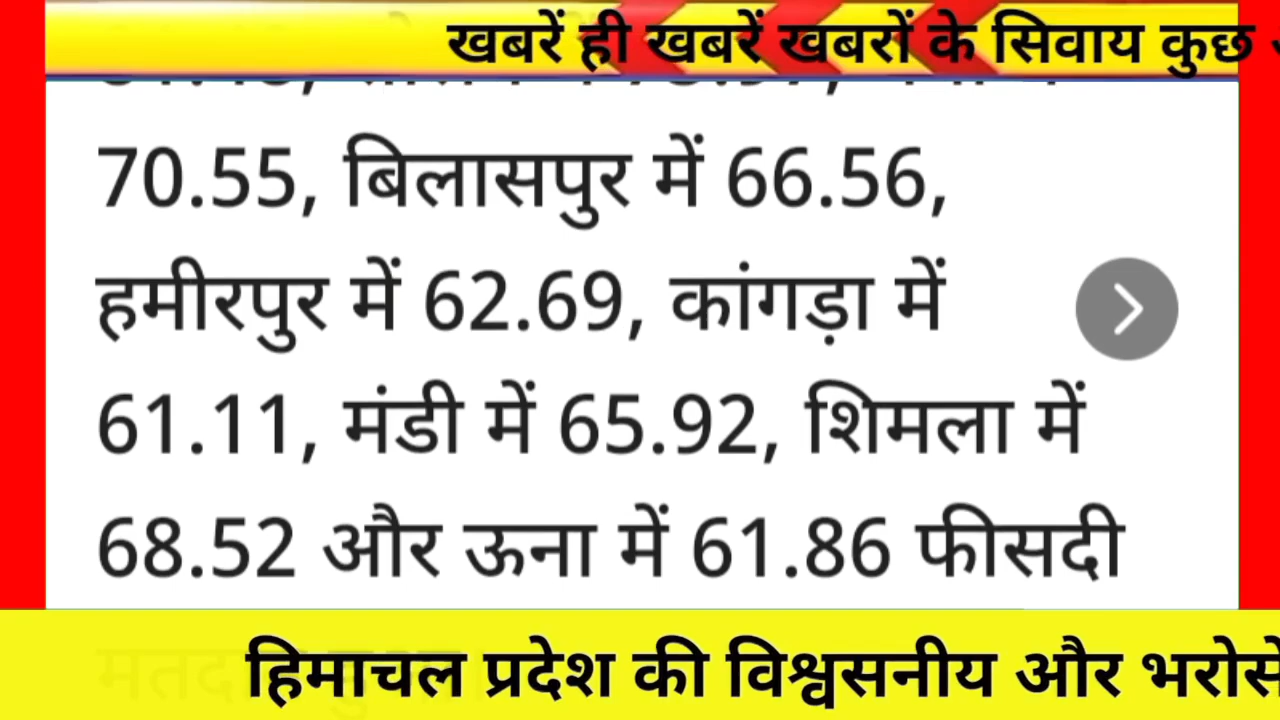 खबरें ही खबरें खबरों के सिवाय कुछ
70.55, बिलासपुर में 66.56,
हमीरपुर में 62.69, कांगड़ा में
61.11, मंडी में 65.92, शिमला में
68.52 और ऊना में 61.86 फीसदी
हिमाचल प्रदेश की विश्वसनीय और भरोसे